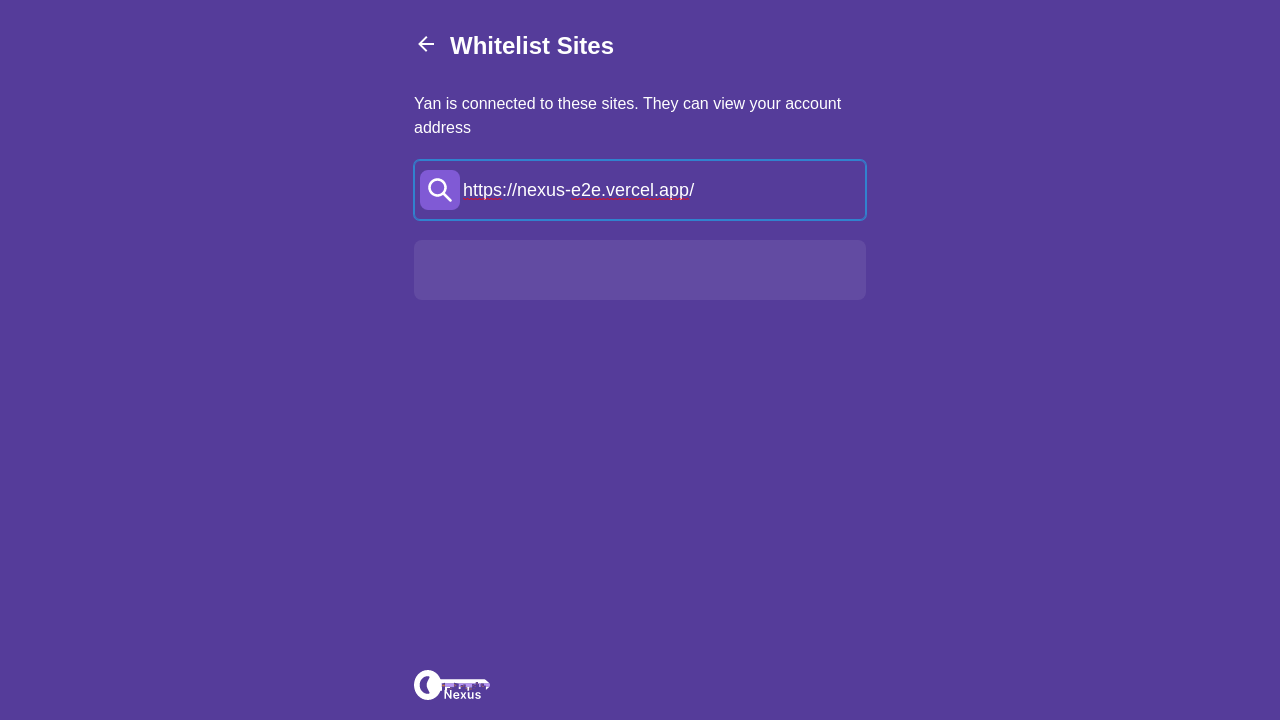 Whitelist Sites
Yan is connected to these sites. They can view your account
address
https://nexus-e2e.vercel.app/
Nexus